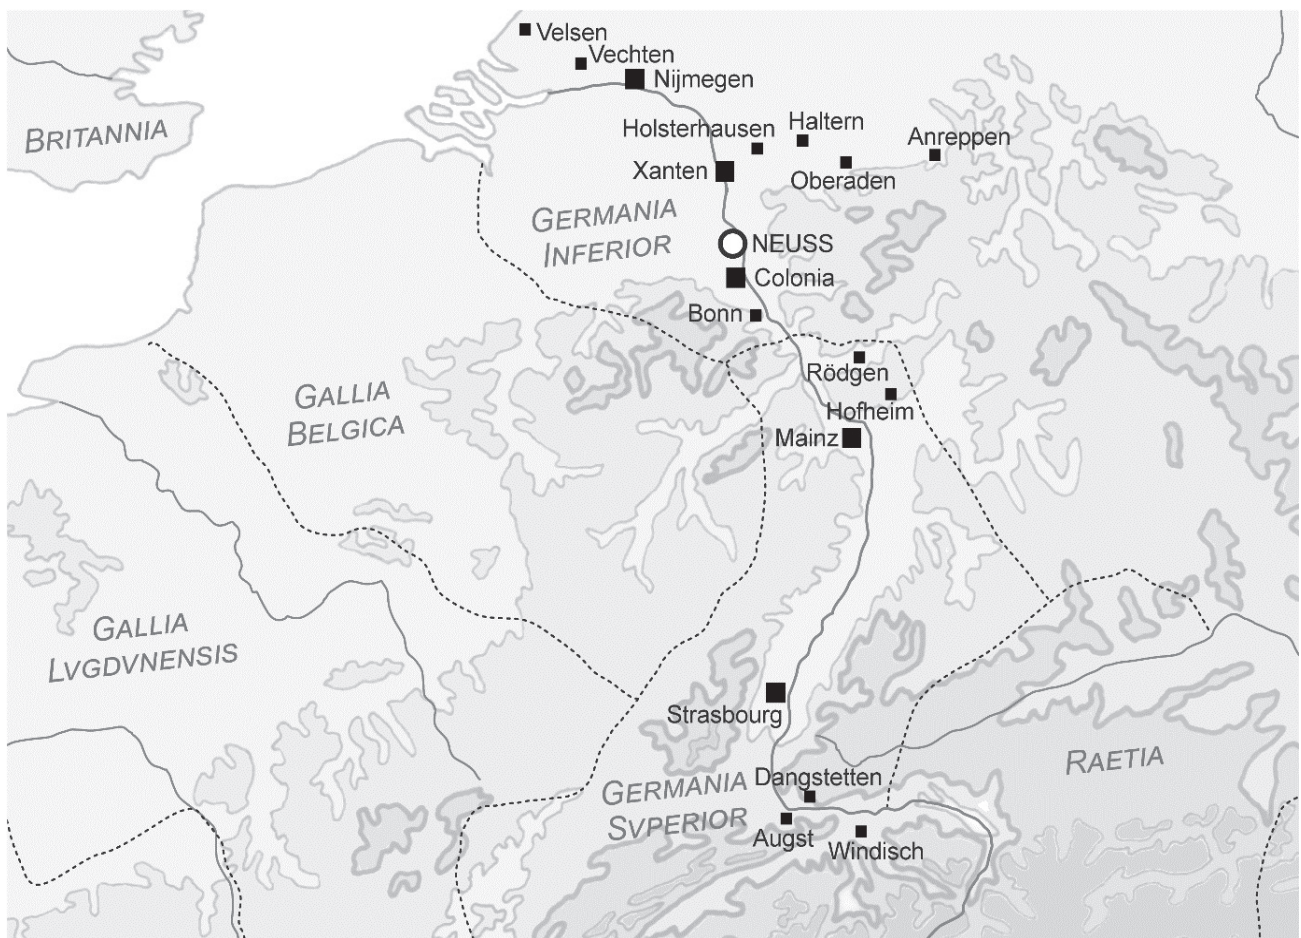 Velsen
Vechten
Nijmegen
BRITANNIA
Holsterhausen
Haltern
Anreppen
Xanten
Oberaden
GERMANIA
INFERIOR
NEUSS
Colonia
Bonn
Rödgen
GALLIA
BELGICA
Hofheim
Mainz
GALLIA
LVGDVNENSIS
Strasbourg
RAETIA
Dangstetten
GERMANIA
SVPERIOR
Augst
Windisch